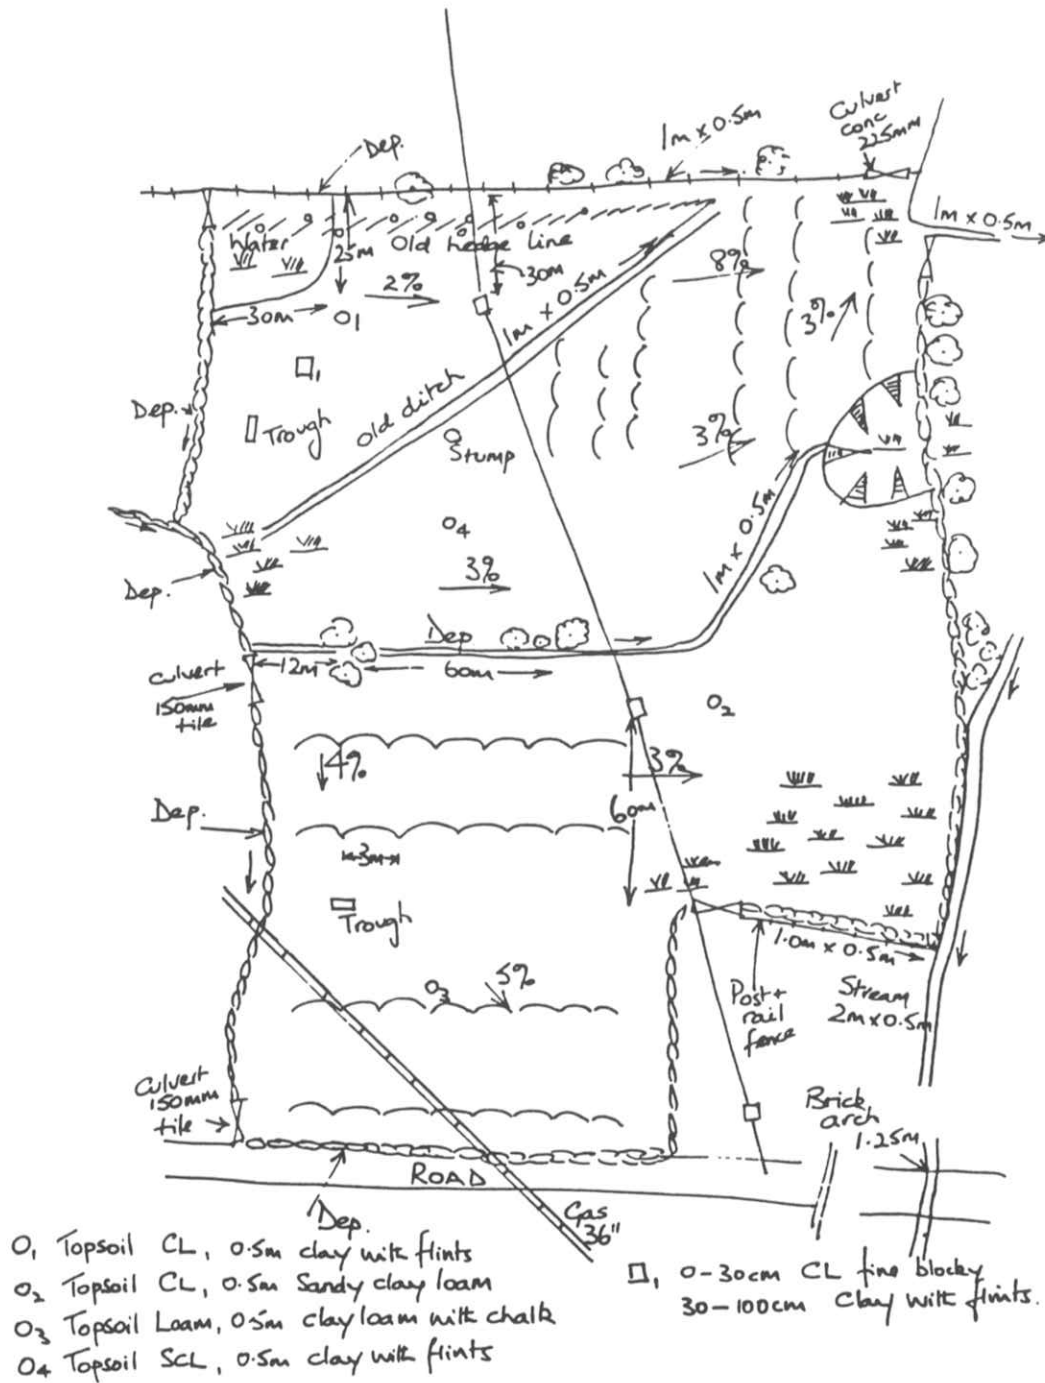 Culvert
conc
225mm
1m x 0.5m
Dep.
1m x 0.5m
Water
25m
Old hedge line
30m
8%
2%
30m
O1
1m x 0.5m
3%
□1
Dep.
Trough
Old ditch
Stump
3%
O4
1m x 0.5m
3%
Dep.
Dep
12m
60m
Culvert
150mm
tile
O2
4%
3%
60m
Dep.
3m
Trough
1.0m x 0.5m
O3
5%
Post +
rail
fence
Stream
2m x 0.5m
Culvert
150mm
tile
Brick
arch
1.25m
ROAD
Dep.
Gas
36"
O1 Topsoil CL, 0.5m clay with flints
O2 Topsoil CL, 0.5m Sandy clay loam
O3 Topsoil Loam, 0.5m clay loam with chalk
O4 Topsoil SCL, 0.5m clay with flints
□1 0-30cm CL fine blocky
30-100cm Clay with flints.